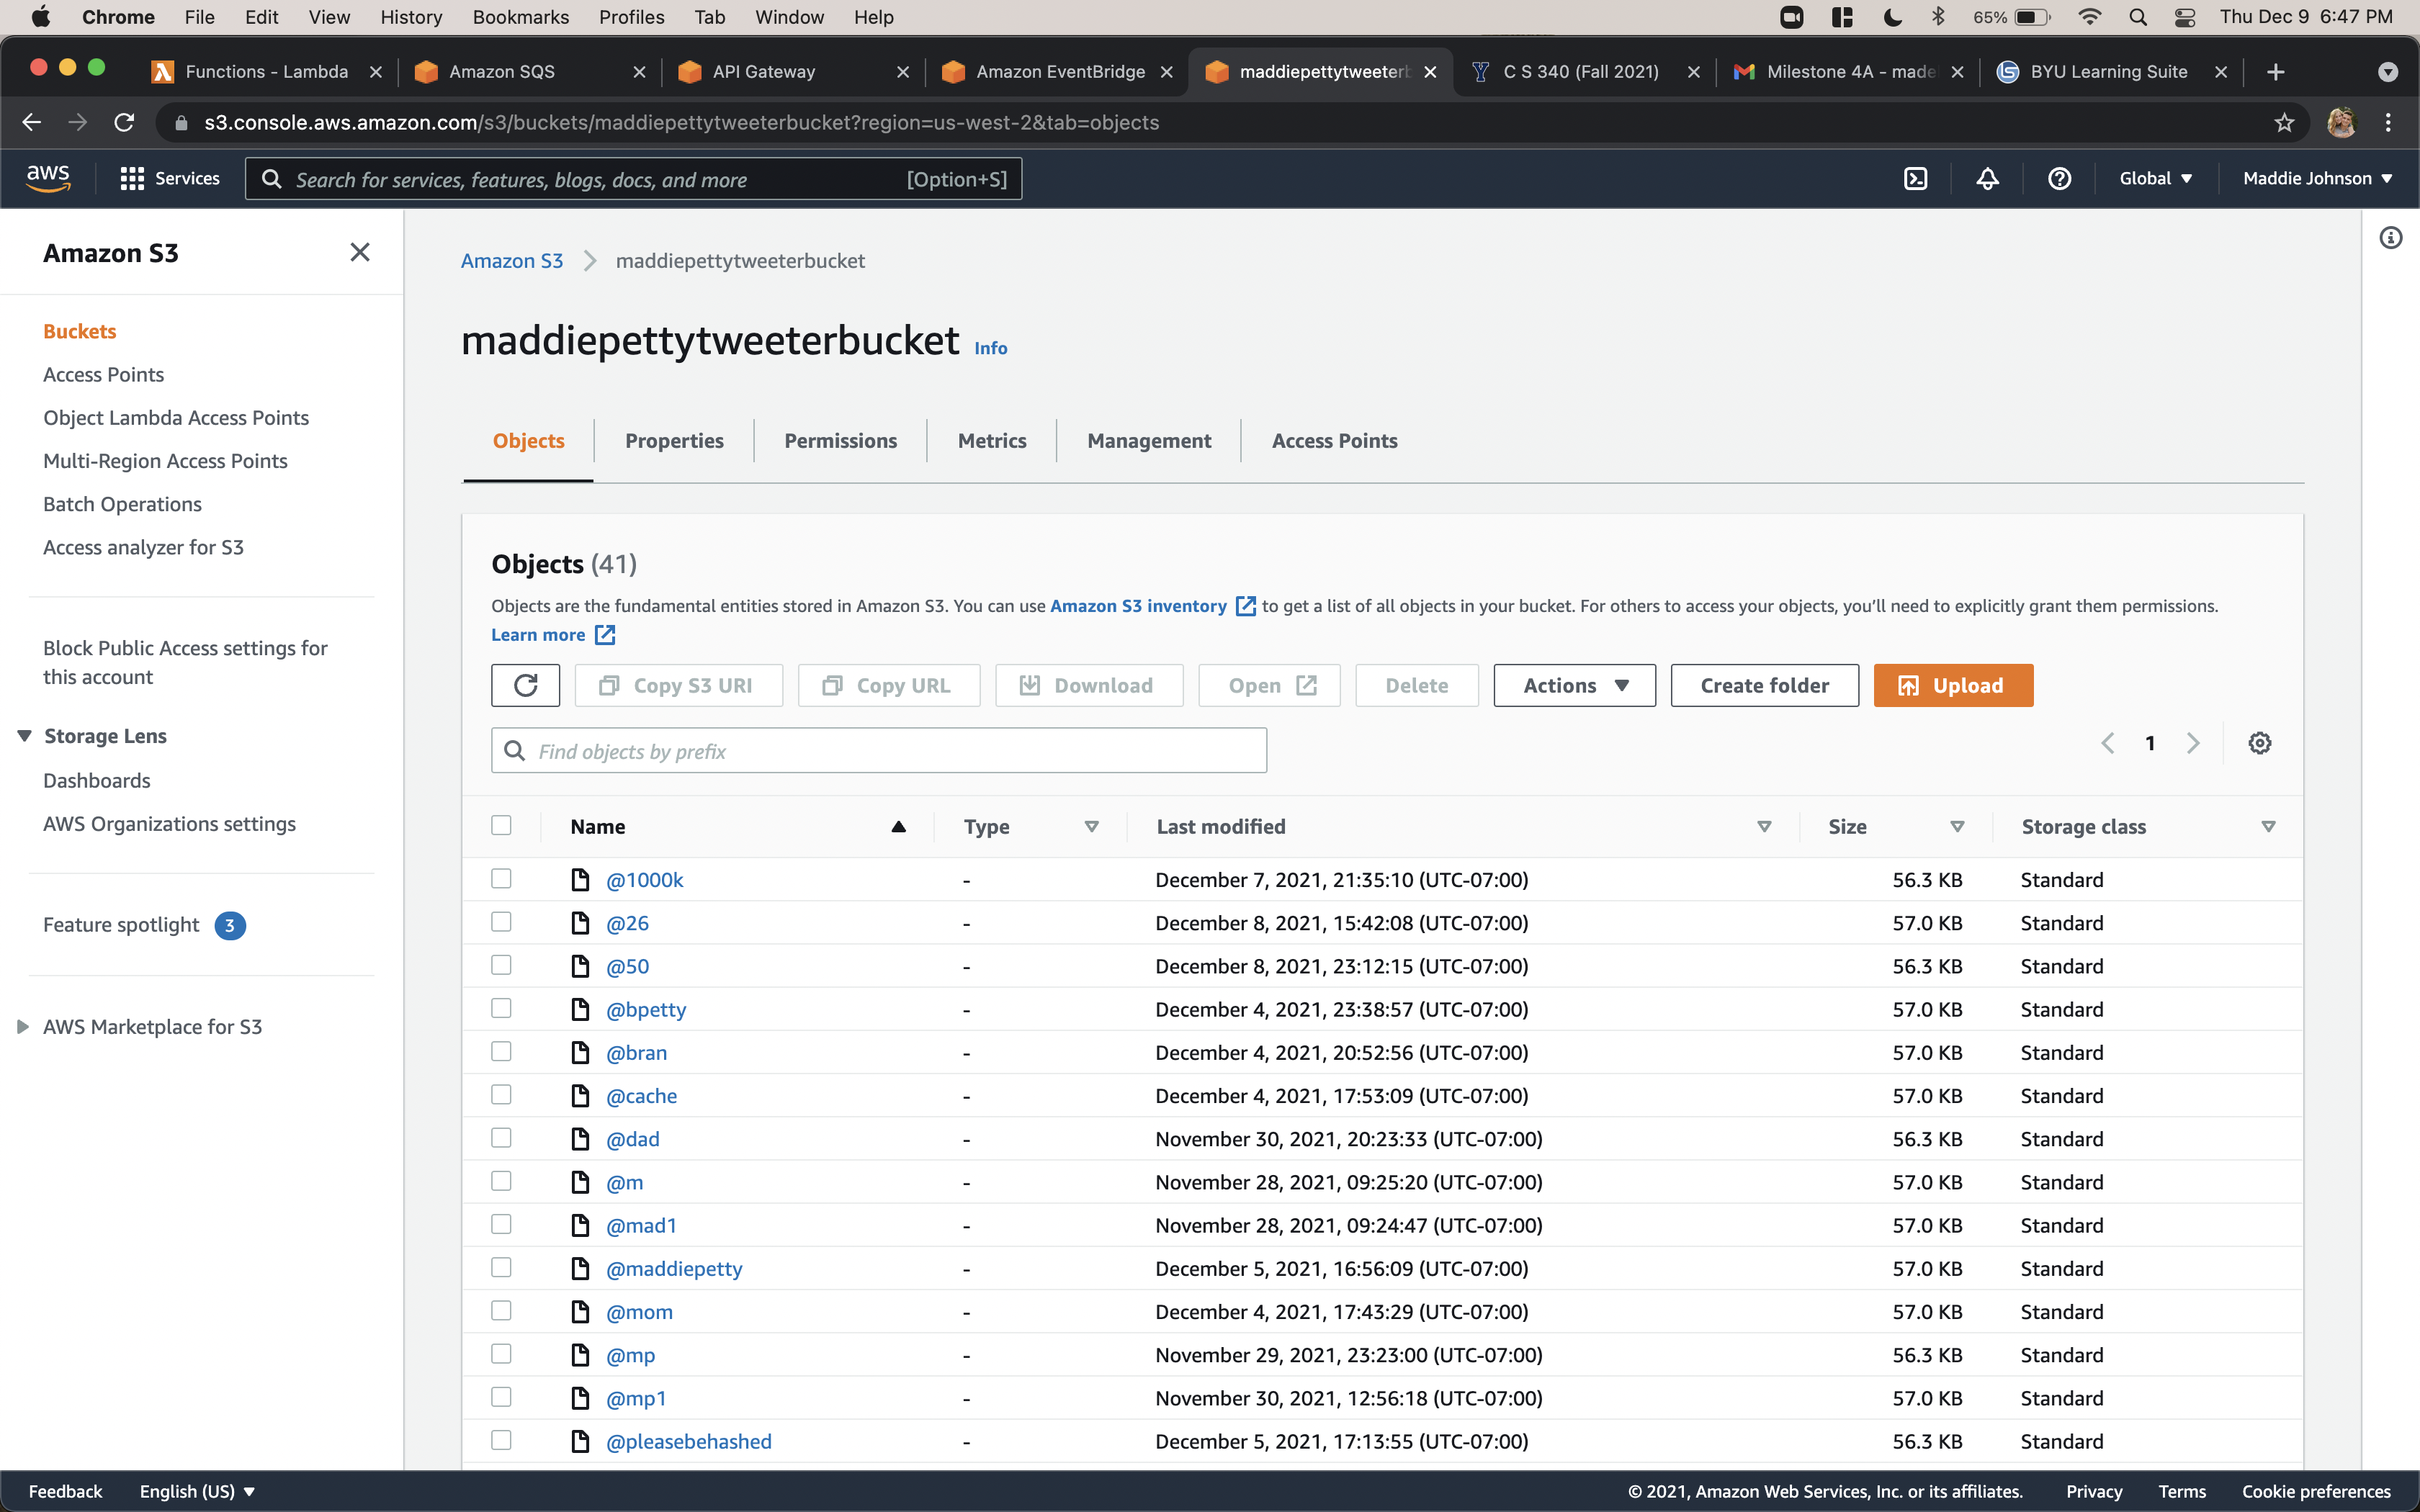 Chrome File Edit View History Bookmarks Profiles Tab Window Help 65% Thu Dec 9 6:47 PM
Functions - Lambda Amazon SQS API Gateway Amazon EventBridge maddiepettytweeterb C S 340 (Fall 2021) Milestone 4A - made BYU Learning Suite
s3.console.aws.amazon.com/s3/buckets/maddiepettytweeterbucket?region=us-west-2&tab=objects
aws Services Search for services, features, blogs, docs, and more [Option+S] Global Maddie Johnson
Amazon S3
Buckets
Access Points
Object Lambda Access Points
Multi-Region Access Points
Batch Operations
Access analyzer for S3
Block Public Access settings for
this account
Storage Lens
Dashboards
AWS Organizations settings
Feature spotlight 3
AWS Marketplace for S3
Amazon S3 maddiepettytweeterbucket
maddiepettytweeterbucket Info
Objects Properties Permissions Metrics Management Access Points
Objects (41)
Objects are the fundamental entities stored in Amazon S3. You can use Amazon S3 inventory to get a list of all objects in your bucket. For others to access your objects, you'll need to explicitly grant them permissions.
Learn more
Copy S3 URI Copy URL Download Open Delete Actions Create folder Upload
Find objects by prefix 1
Name Type Last modified Size Storage class
@1000k - December 7, 2021, 21:35:10 (UTC-07:00) 56.3 KB Standard
@26 - December 8, 2021, 15:42:08 (UTC-07:00) 57.0 KB Standard
@50 - December 8, 2021, 23:12:15 (UTC-07:00) 56.3 KB Standard
@bpetty - December 4, 2021, 23:38:57 (UTC-07:00) 57.0 KB Standard
@bran - December 4, 2021, 20:52:56 (UTC-07:00) 57.0 KB Standard
@cache - December 4, 2021, 17:53:09 (UTC-07:00) 57.0 KB Standard
@dad - November 30, 2021, 20:23:33 (UTC-07:00) 56.3 KB Standard
@m - November 28, 2021, 09:25:20 (UTC-07:00) 57.0 KB Standard
@mad1 - November 28, 2021, 09:24:47 (UTC-07:00) 57.0 KB Standard
@maddiepetty - December 5, 2021, 16:56:09 (UTC-07:00) 57.0 KB Standard
@mom - December 4, 2021, 17:43:29 (UTC-07:00) 57.0 KB Standard
@mp - November 29, 2021, 23:23:00 (UTC-07:00) 56.3 KB Standard
@mp1 - November 30, 2021, 12:56:18 (UTC-07:00) 57.0 KB Standard
@pleasebehashed - December 5, 2021, 17:13:55 (UTC-07:00) 56.3 KB Standard
Feedback English (US) © 2021, Amazon Web Services, Inc. or its affiliates. Privacy Terms Cookie preferences